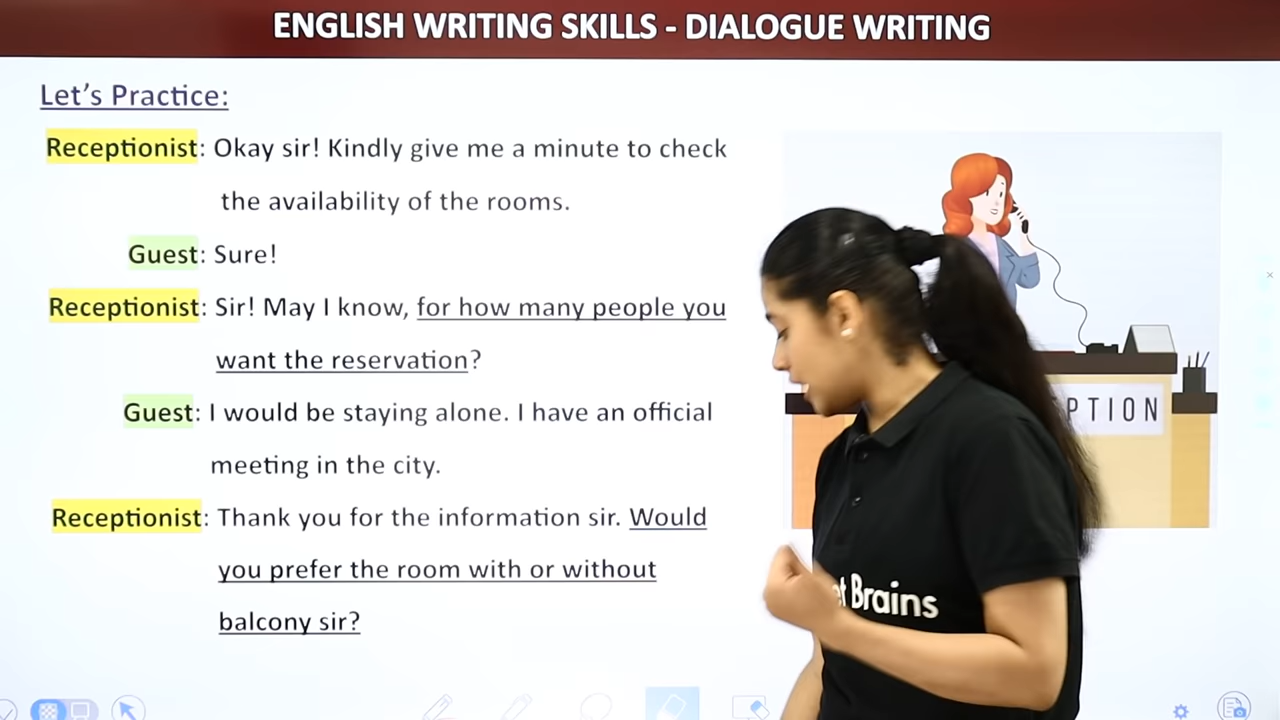 ENGLISH WRITING SKILLS - DIALOGUE WRITING
Let's Practice:
Receptionist: Okay sir! Kindly give me a minute to check
the availability of the rooms.
Guest: Sure!
Receptionist: Sir! May I know, for how many people you
want the reservation?
Guest: I would be staying alone. I have an official
meeting in the city.
Receptionist: Thank you for the information sir. Would
you prefer the room with or without
balcony sir?
PTION
Brains